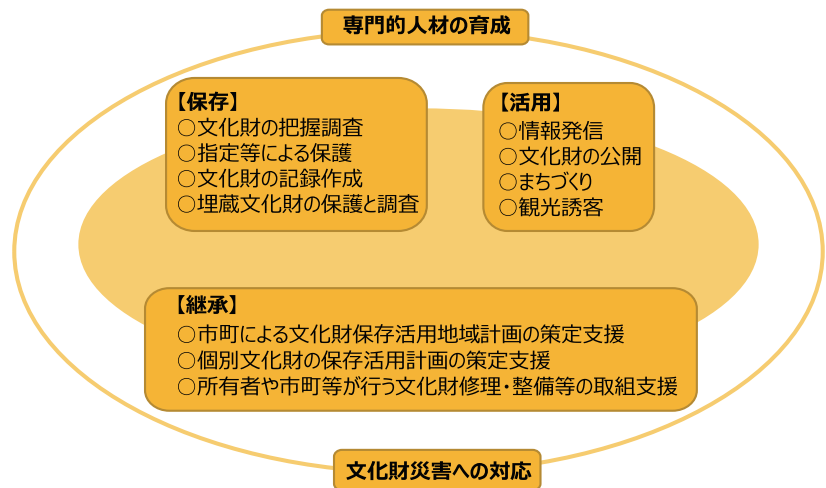 専門的人材の育成
【保存】
○文化財の把握調査
○指定等による保護
○文化財の記録作成
○埋蔵文化財の保護と調査
【活用】
○情報発信
○文化財の公開
○まちづくり
○観光誘客
【継承】
○市町による文化財保存活用地域計画の策定支援
○個別文化財の保存活用計画の策定支援
○所有者や市町等が行う文化財修理・整備等の取組支援
文化財災害への対応